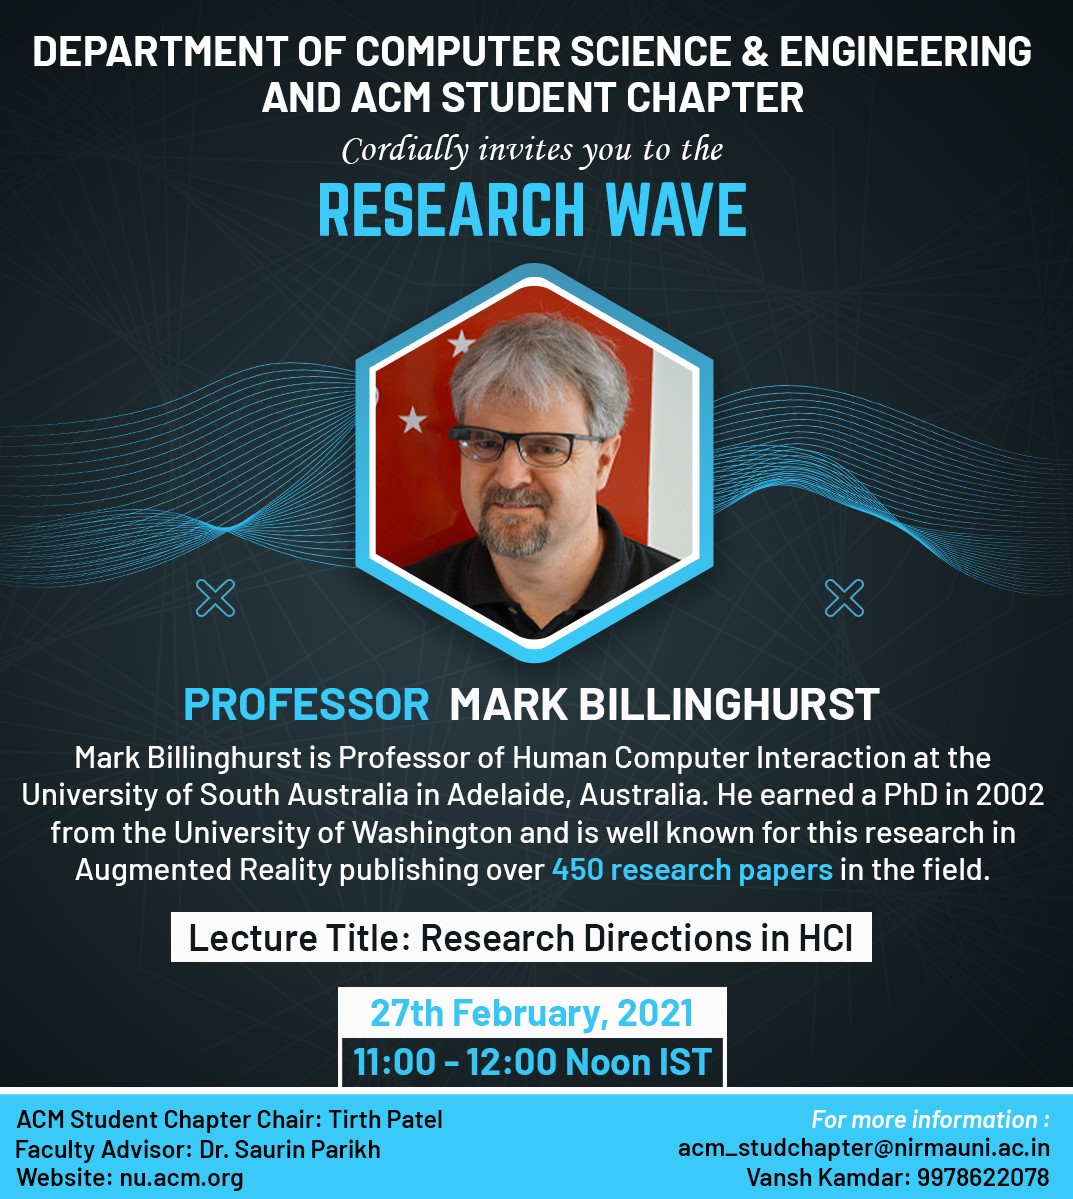 DEPARTMENT OF COMPUTER SCIENCE & ENGINEERING
AND ACM STUDENT CHAPTER
Cordially invites you to the
RESEARCH WAVE
PROFESSOR MARK BILLINGHURST
Mark Billinghurst is Professor of Human Computer Interaction at the
University of South Australia in Adelaide, Australia. He earned a PhD in 2002
from the University of Washington and is well known for this research in
Augmented Reality publishing over 450 research papers in the field.
Lecture Title: Research Directions in HCI
27th February, 2021
11:00 - 12:00 Noon IST
ACM Student Chapter Chair: Tirth Patel
Faculty Advisor: Dr. Saurin Parikh
Website: nu.acm.org
For more information :
acm_studchapter@nirmauni.ac.in
Vansh Kamdar: 9978622078